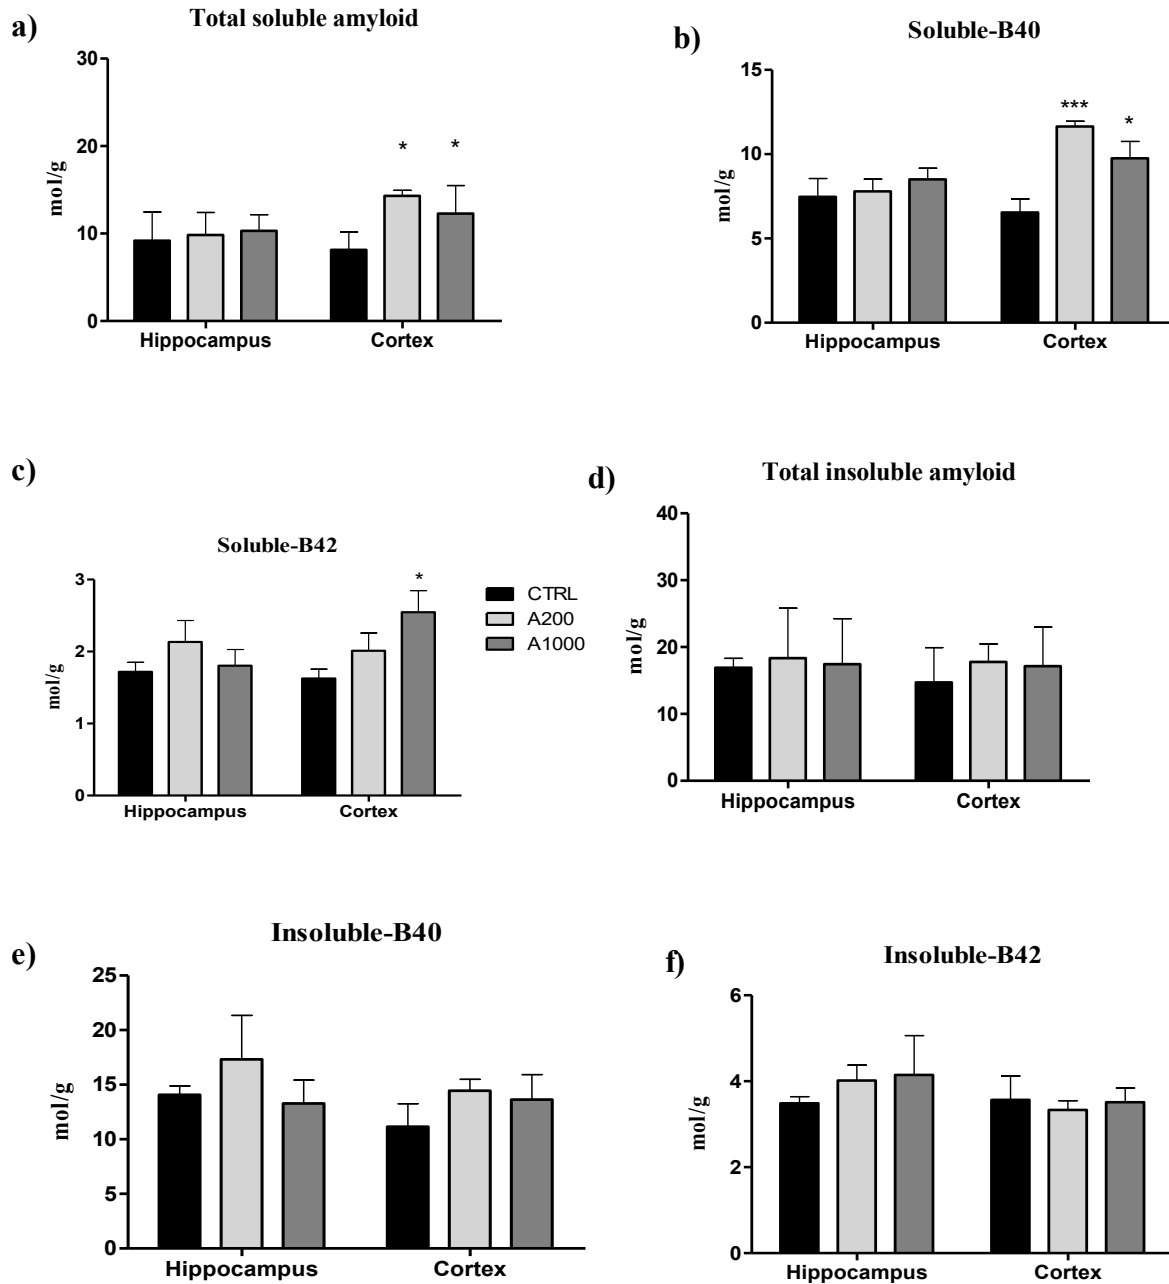 a)
Total soluble amyloid
30
20
10
0
mol/g
* *
Hippocampus Cortex
b)
Soluble-B40
15
10
5
0
mol/g
*** *
Hippocampus Cortex
c)
Soluble-B42
3
2
1
0
mol/g
*
Hippocampus Cortex
CTRL
A200
A1000
d)
Total insoluble amyloid
40
30
20
10
0
mol/g
Hippocampus Cortex
e)
Insoluble-B40
25
20
15
10
5
0
mol/g
Hippocampus Cortex
f)
Insoluble-B42
6
4
2
0
mol/g
Hippocampus Cortex